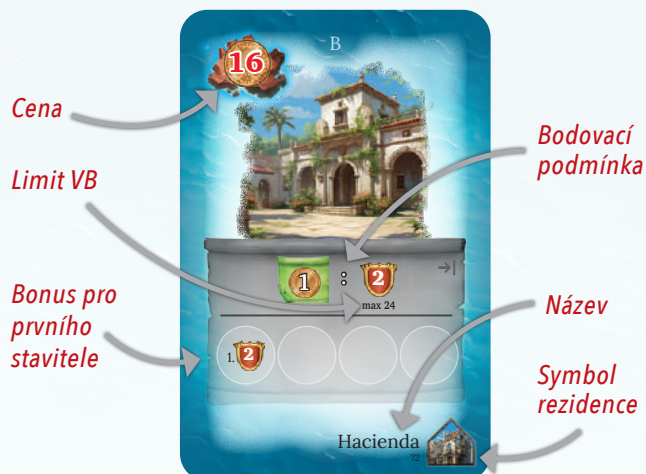 B
16
Cena
Limit VB
Bonus pro
prvního
stavitele
Bodovací
podmínka
1 : 2
max 24
1. 2
Název
Symbol
rezidence
Hacienda
72